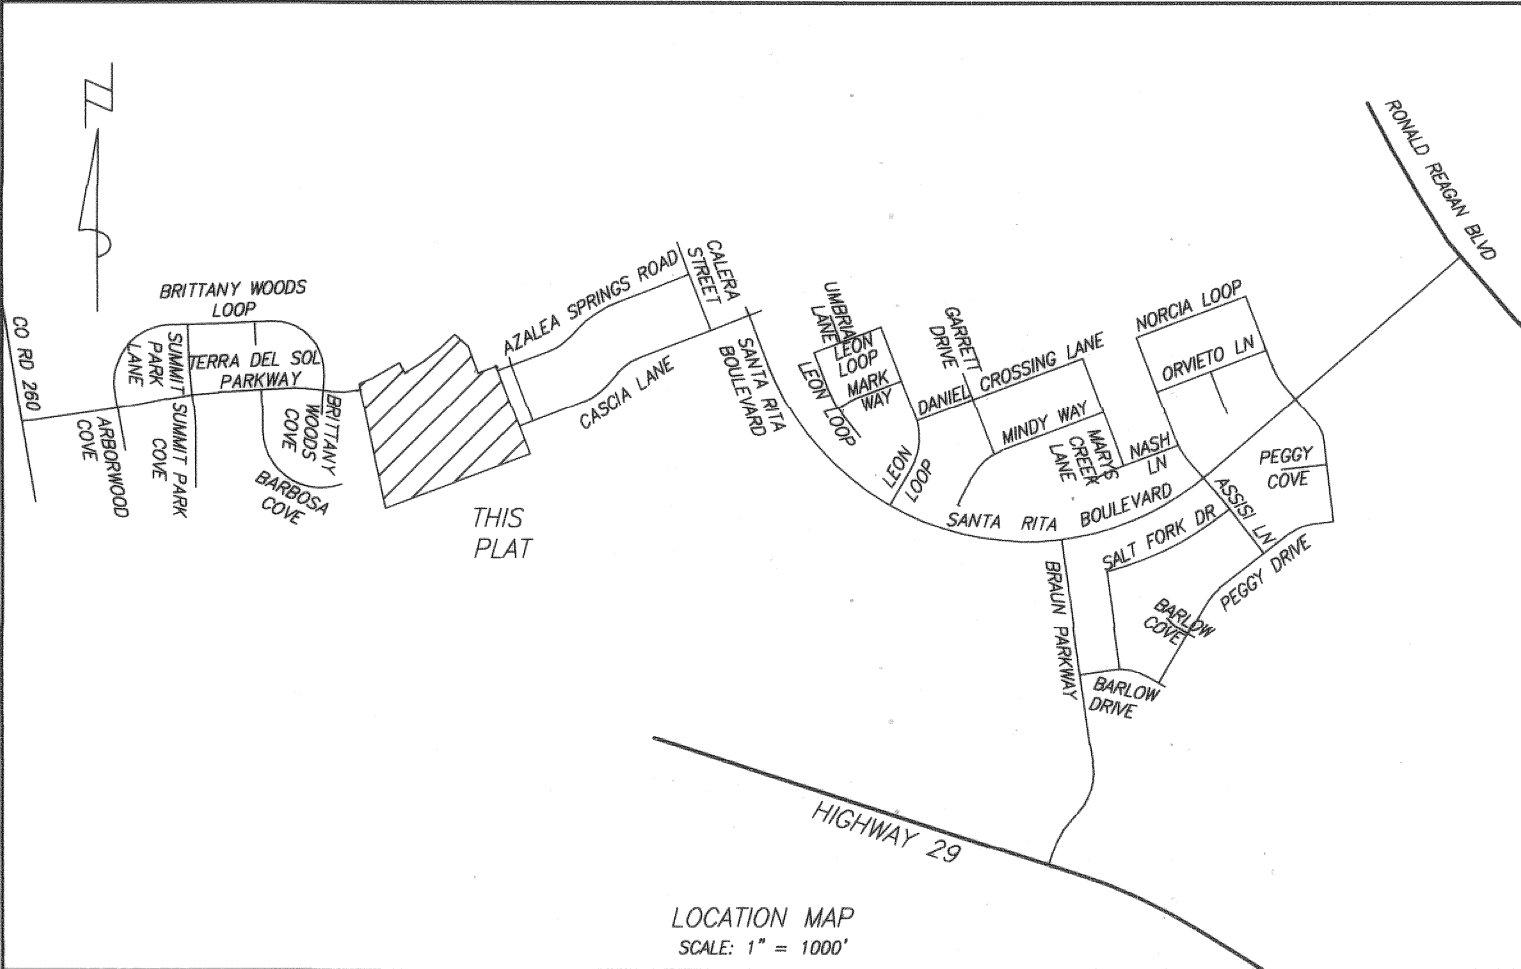 N
RONALD REAGAN BLVD
BRITTANY WOODS
LOOP
CO RD 260
SUMMIT
PARK
LANE
TERRA DEL SOL
PARKWAY
ARBORWOOD
COVE
SUMMIT PARK
COVE
BRITTANY
WOODS
COVE
BARBOSA
COVE
THIS
PLAT
AZALEA SPRINGS ROAD
CALERA
STREET
CASCIA LANE
SANTA RITA
BOULEVARD
UMBRIA
LANE
LEON
LOOP
MARK
WAY
LEON LOOP
LEON
LOOP
GARRETT
DRIVE
DANIEL CROSSING LANE
MINDY WAY
MARYS
CREEK
LANE
NASH
LN
NORCIA LOOP
ORVIETO LN
PEGGY
COVE
SANTA RITA BOULEVARD
ASSISI LN
SALT FORK DR
PEGGY DRIVE
BARLOW
COVE
BRAUN PARKWAY
BARLOW
DRIVE
HIGHWAY 29
LOCATION MAP
SCALE: 1" = 1000'